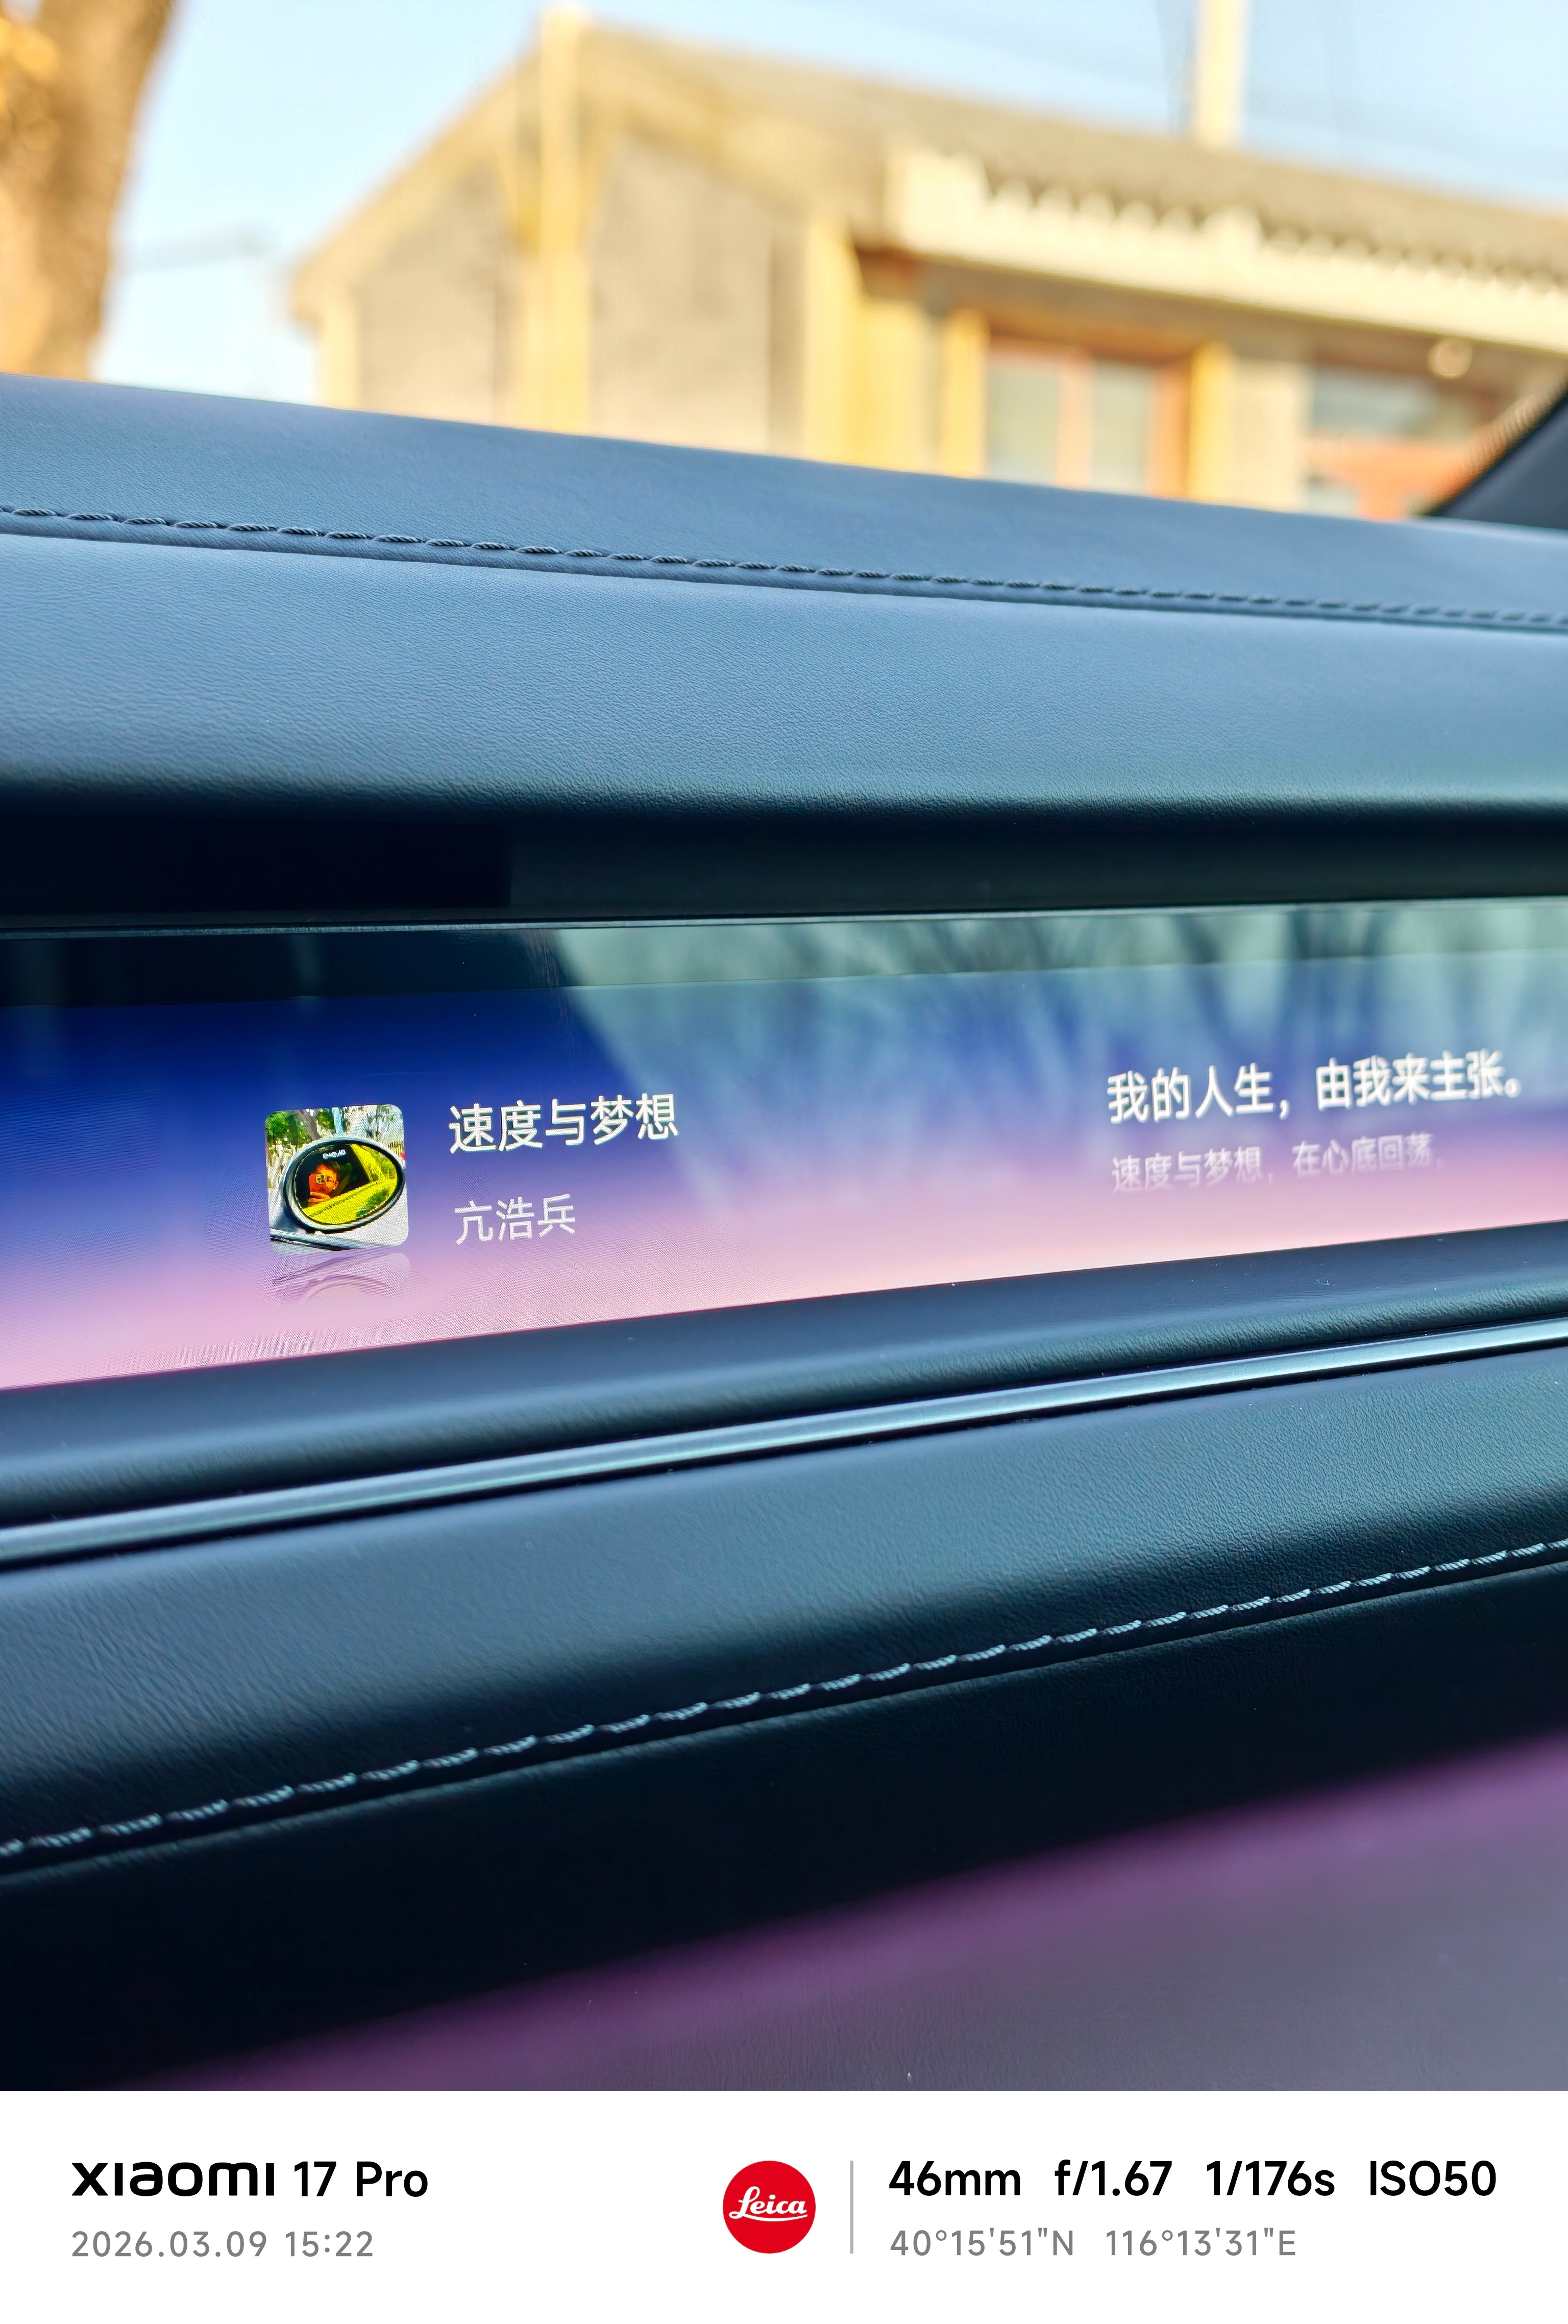 速度与梦想
亢浩兵
我的人生，由我来主张。
速度与梦想，在心底回荡，
xiaomi 17 Pro
2026.03.09 15:22
Leica
46mm f/1.67 1/176s ISO50
40°15'51"N 116°13'31"E